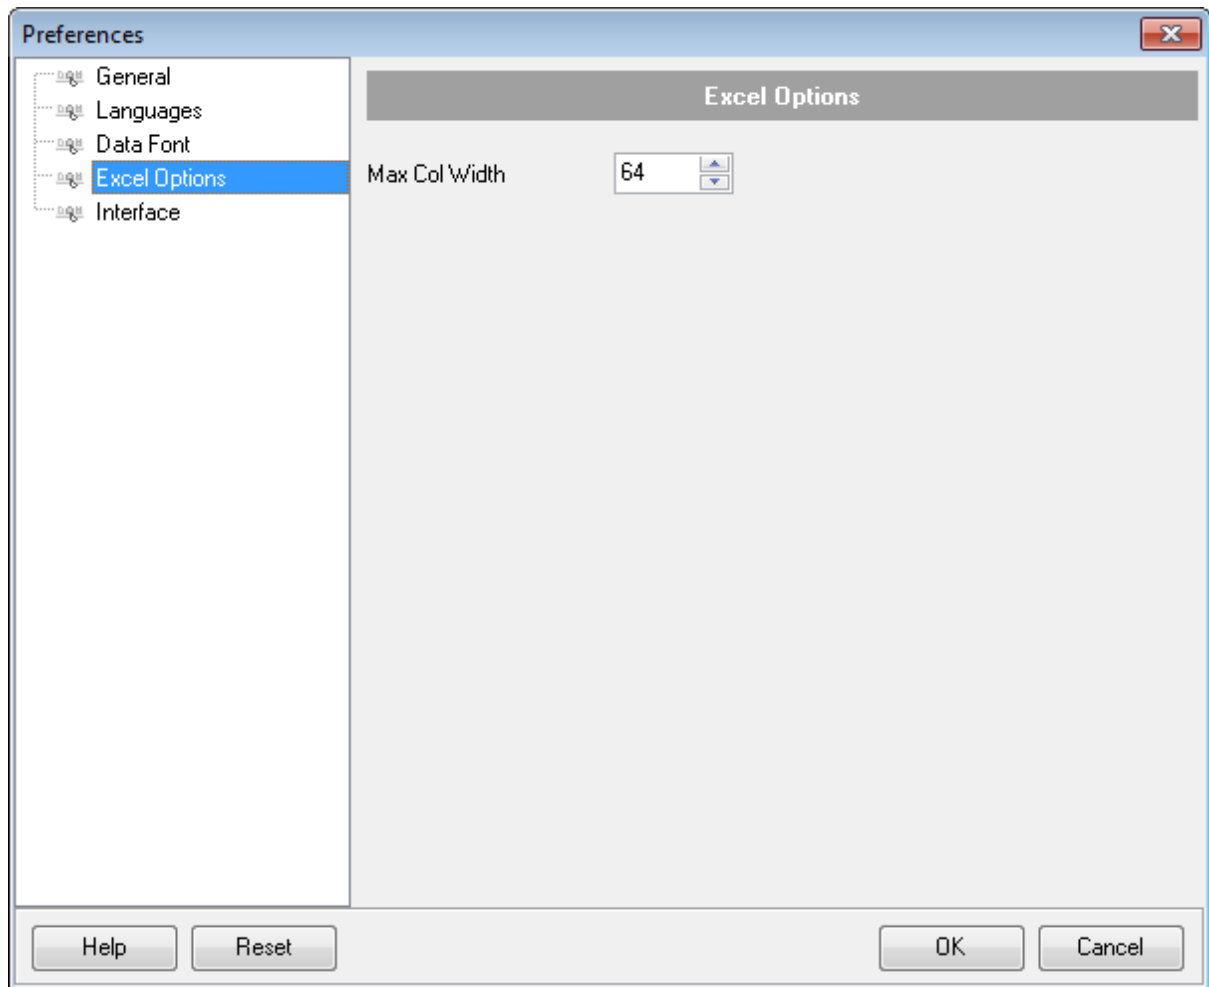 Preferences
General
Languages
Data Font
Excel Options
Interface
Excel Options
Max Col Width 64
Help Reset OK Cancel